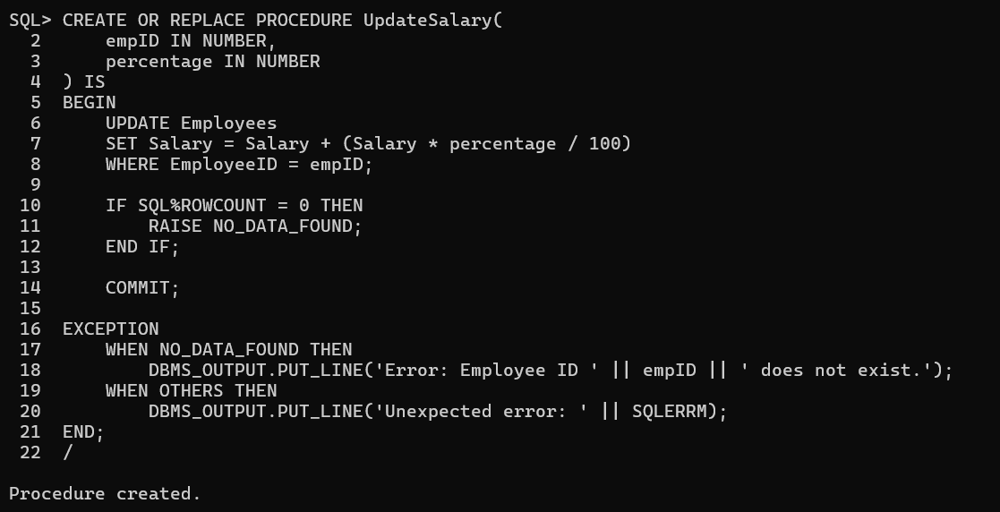 SQL> CREATE OR REPLACE PROCEDURE UpdateSalary(
  2      empID IN NUMBER,
  3      percentage IN NUMBER
  4  ) IS
  5  BEGIN
  6      UPDATE Employees
  7      SET Salary = Salary + (Salary * percentage / 100)
  8      WHERE EmployeeID = empID;
  9
 10      IF SQL%ROWCOUNT = 0 THEN
 11          RAISE NO_DATA_FOUND;
 12      END IF;
 13
 14      COMMIT;
 15
 16  EXCEPTION
 17      WHEN NO_DATA_FOUND THEN
 18          DBMS_OUTPUT.PUT_LINE('Error: Employee ID ' || empID || ' does not exist.');
 19      WHEN OTHERS THEN
 20          DBMS_OUTPUT.PUT_LINE('Unexpected error: ' || SQLERRM);
 21  END;
 22  /

Procedure created.